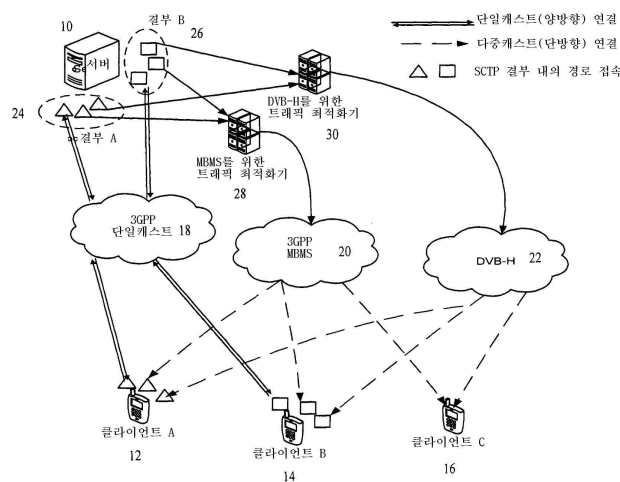 결부 B
26
10
서버
24
결부 A
단일캐스트(양방향) 연결
다중캐스트(단방향) 연결
SCTP 결부 내의 경로 접속
DVB-H를 위한
트래픽 최적화기
30
MBMS를 위한
트래픽 최적화기
28
3GPP
단일캐스트 18
3GPP
MBMS
20
DVB-H
22
클라이언트 A
12
클라이언트 B
14
클라이언트 C
16